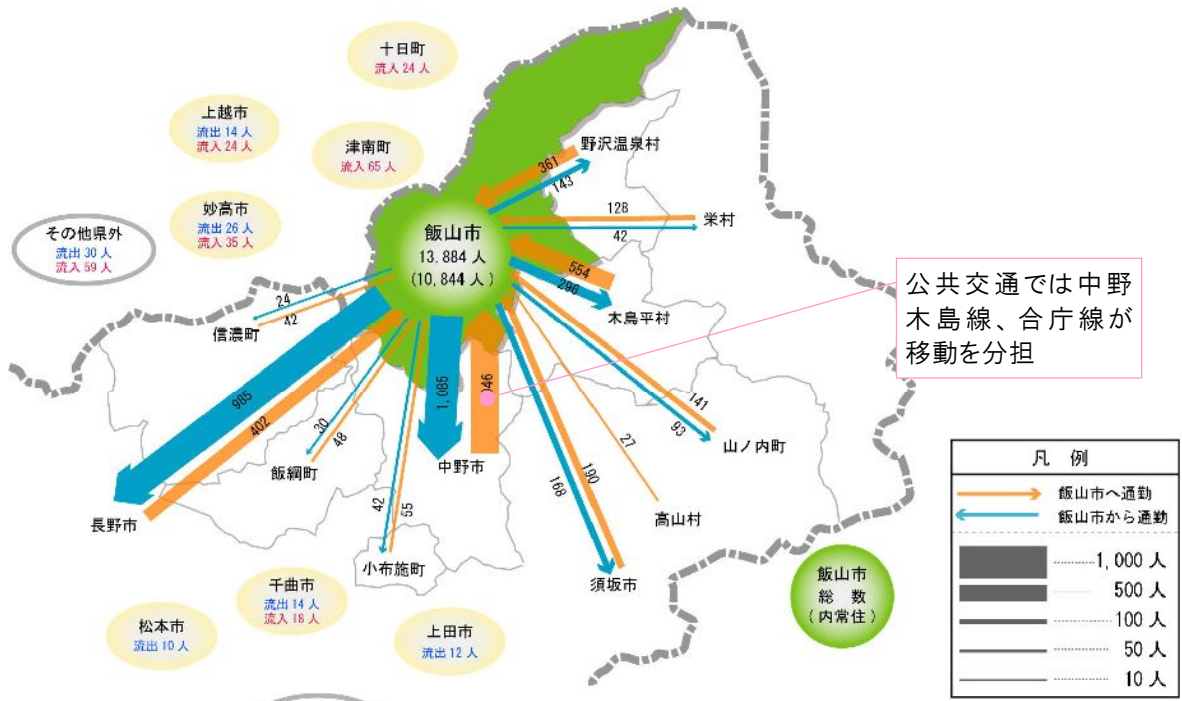 十日町
流入 24 人
上越市
流出 14 人
流入 24 人
津南町
流入 65 人
妙高市
流出 26 人
流入 35 人
その他県外
流出 30 人
流入 59 人
野沢温泉村
361
143
128
42
栄村
飯山市
13.884 人
(10,844 人)
554
296
木島平村
公共交通では中野
木島線、合庁線が
移動を分担
24
42
信濃町
985
402
長野市
30
48
飯綱町
42
55
小布施町
1,085
046
中野市
141
93
山ノ内町
27
高山村
190
168
須坂市
千曲市
流出 14 人
流入 18 人
松本市
流出 10 人
上田市
流出 12 人
飯山市
総 数
(内常住)
凡 例
飯山市へ通勤
飯山市から通勤
1,000 人
500 人
100 人
50 人
10 人